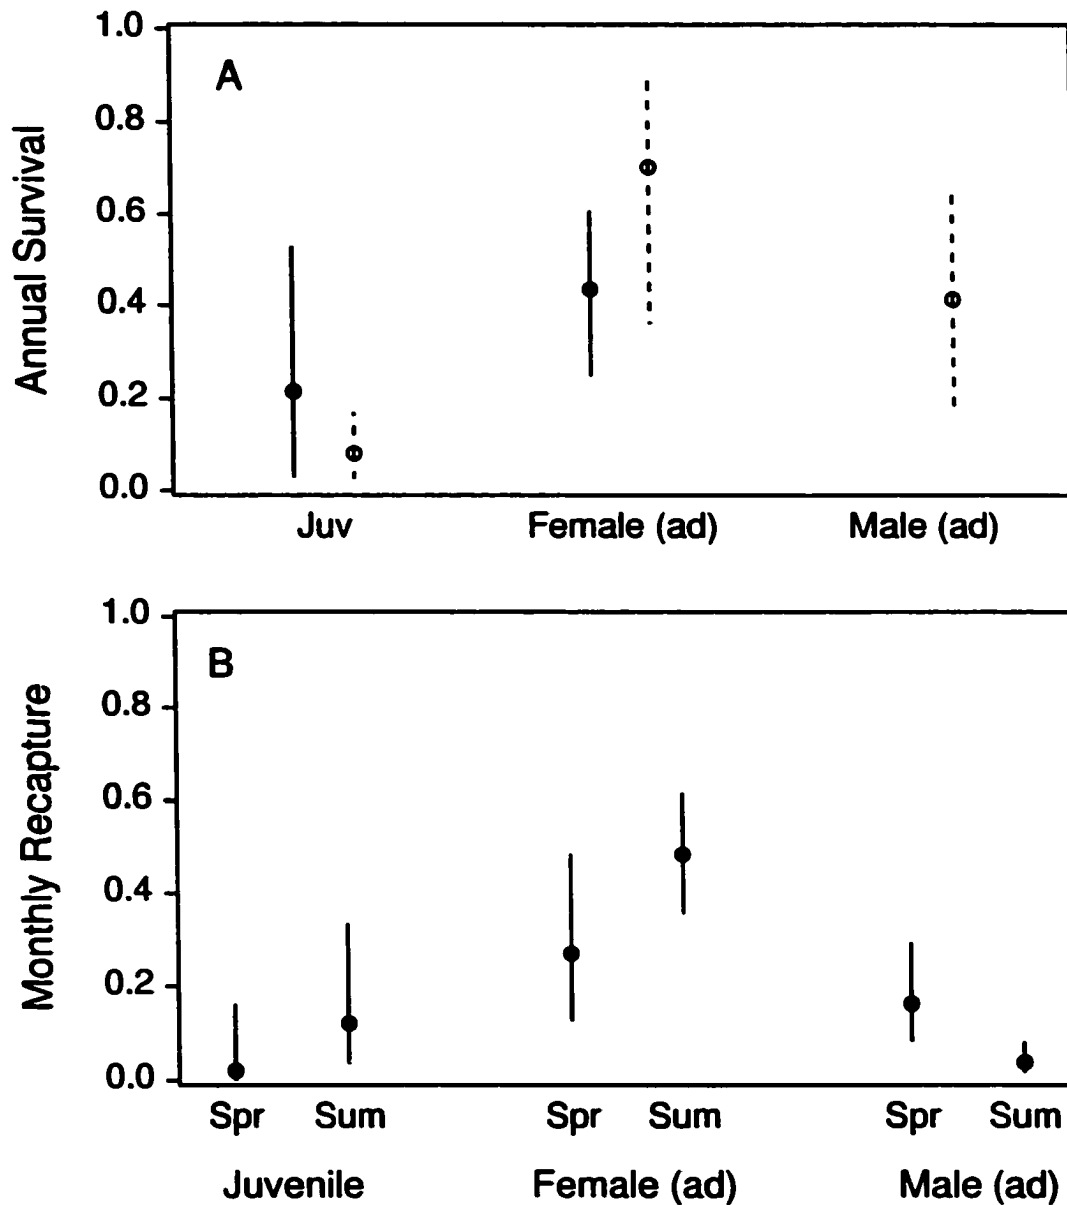 1.0
A
0.8
0.6
0.4
0.2
0.0
Annual Survival
Juv Female (ad) Male (ad)
1.0
B
0.8
0.6
0.4
0.2
0.0
Monthly Recapture
Spr Sum Spr Sum Spr Sum
Juvenile Female (ad) Male (ad)